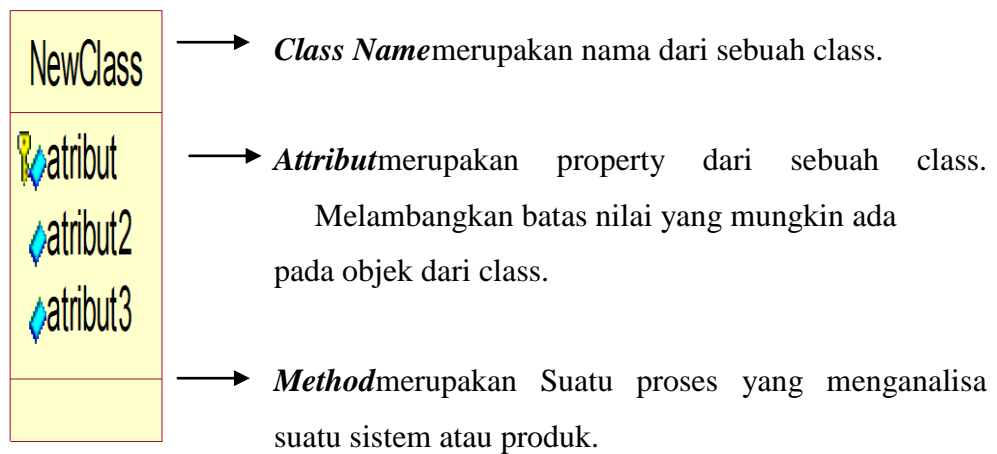 NewClass
Class Namemerupakan nama dari sebuah class.
atribut
Attributmerupakan property dari sebuah class.
Melambangkan batas nilai yang mungkin ada
atribut2
pada objek dari class.
atribut3
Methodmerupakan Suatu proses yang menganalisa
suatu sistem atau produk.